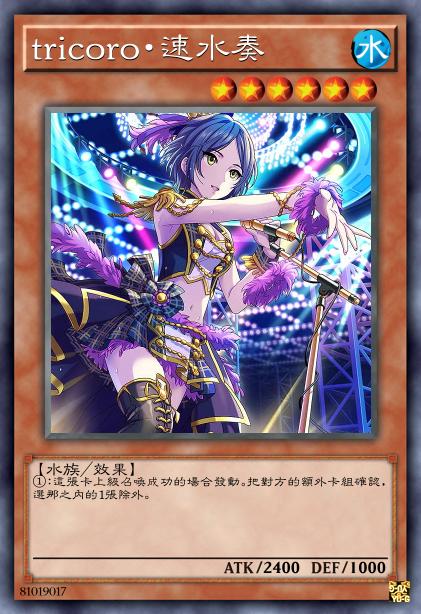 tricoro・速水奏
水
【水族／效果】
①:這張卡上級召喚成功的場合發動。把對方的額外卡組確認，
選那之內的1張除外。
ATK/2400 DEF/1000
81019017